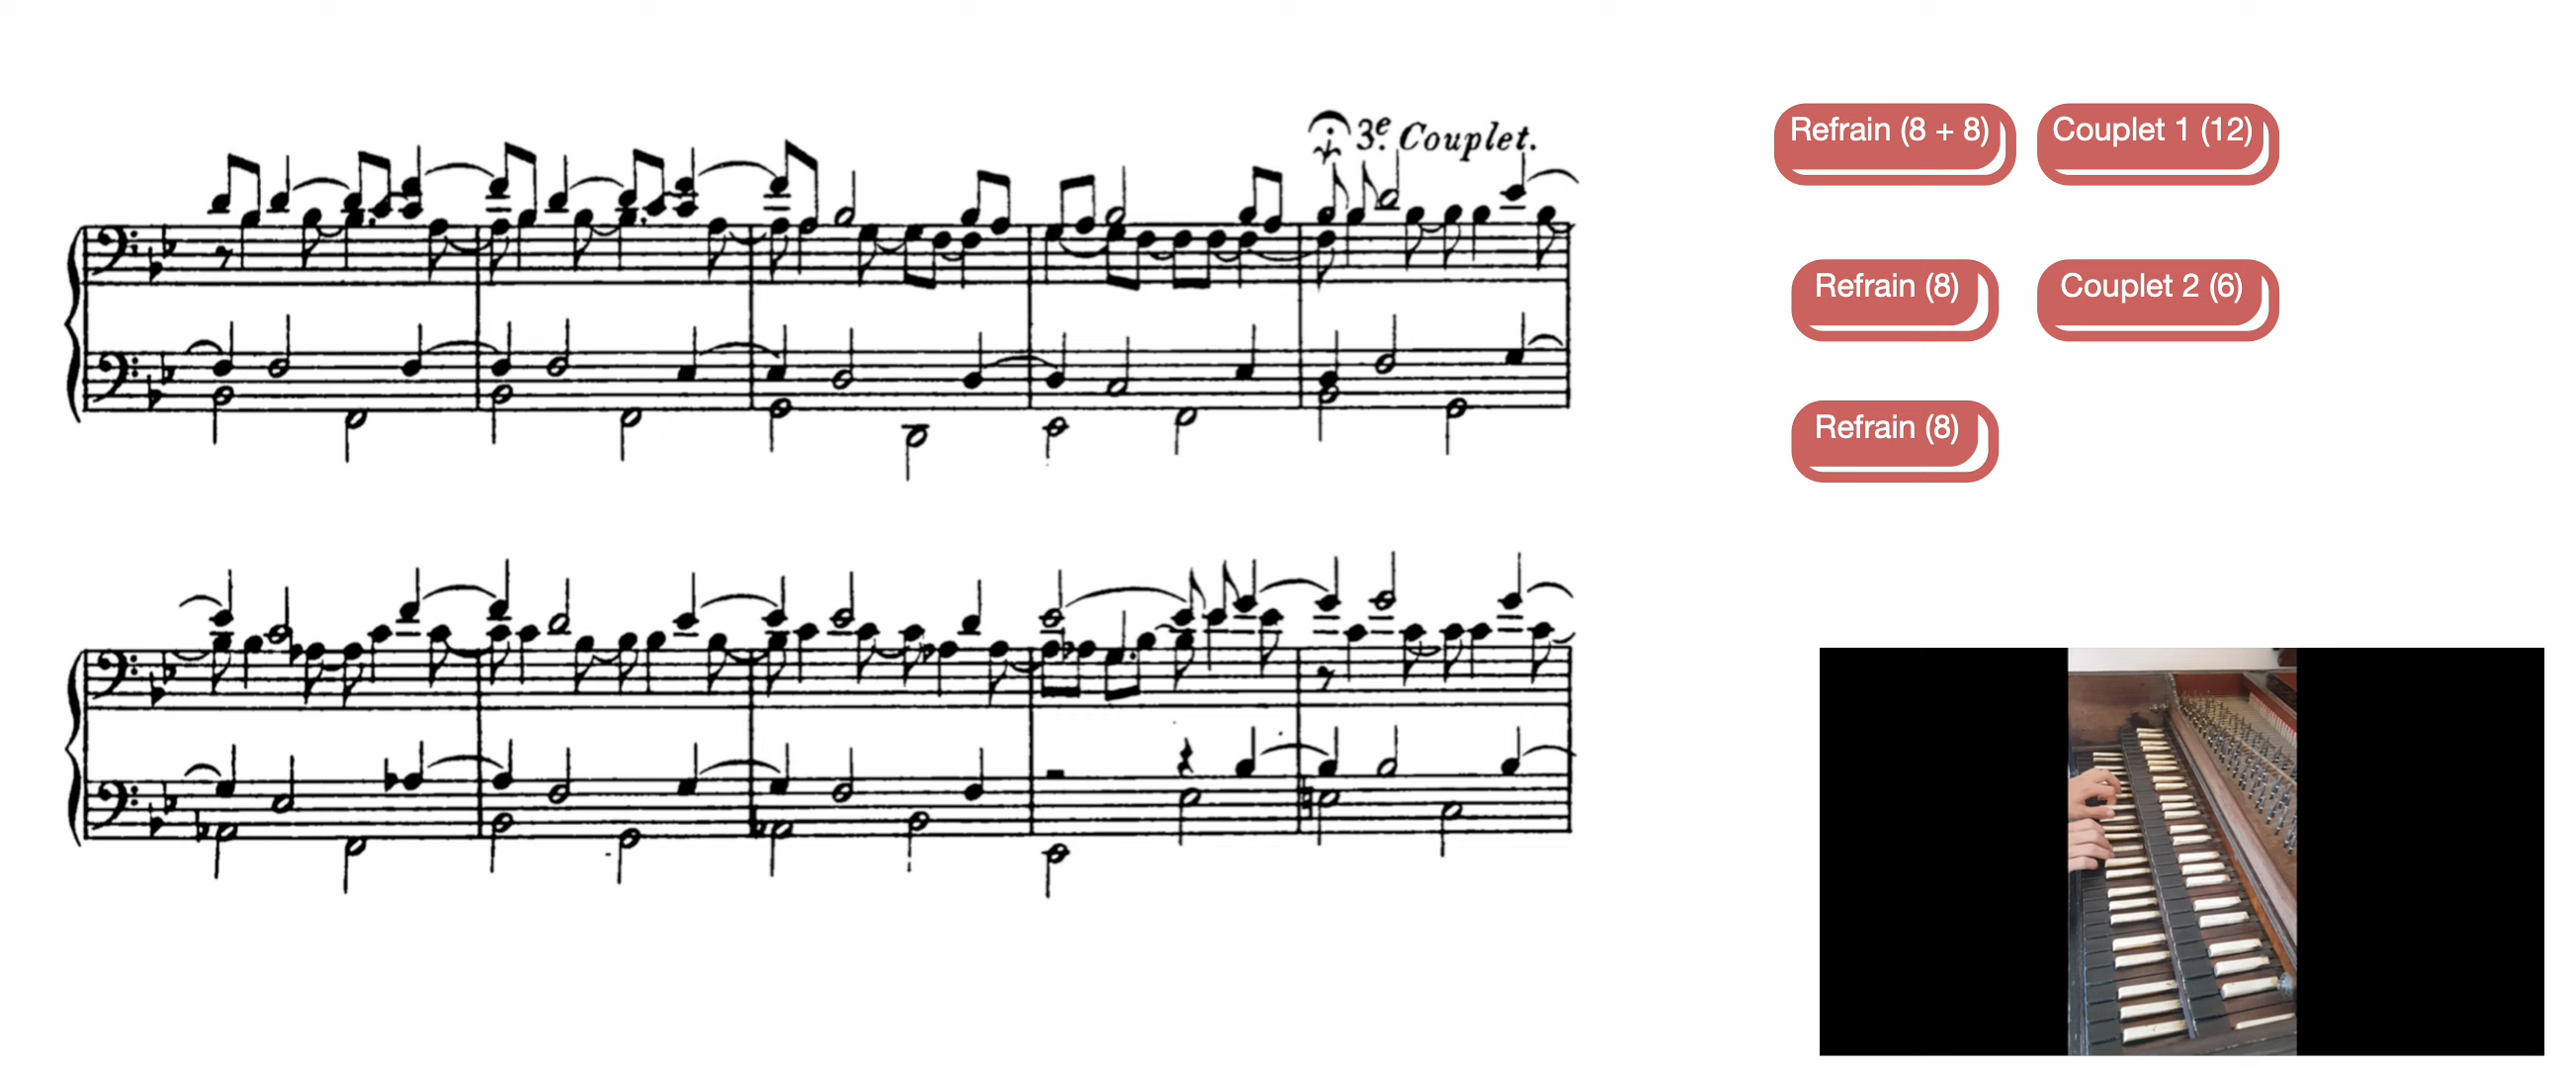 3e. Couplet.
Refrain (8 + 8)
Couplet 1 (12)
Refrain (8)
Couplet 2 (6)
Refrain (8)